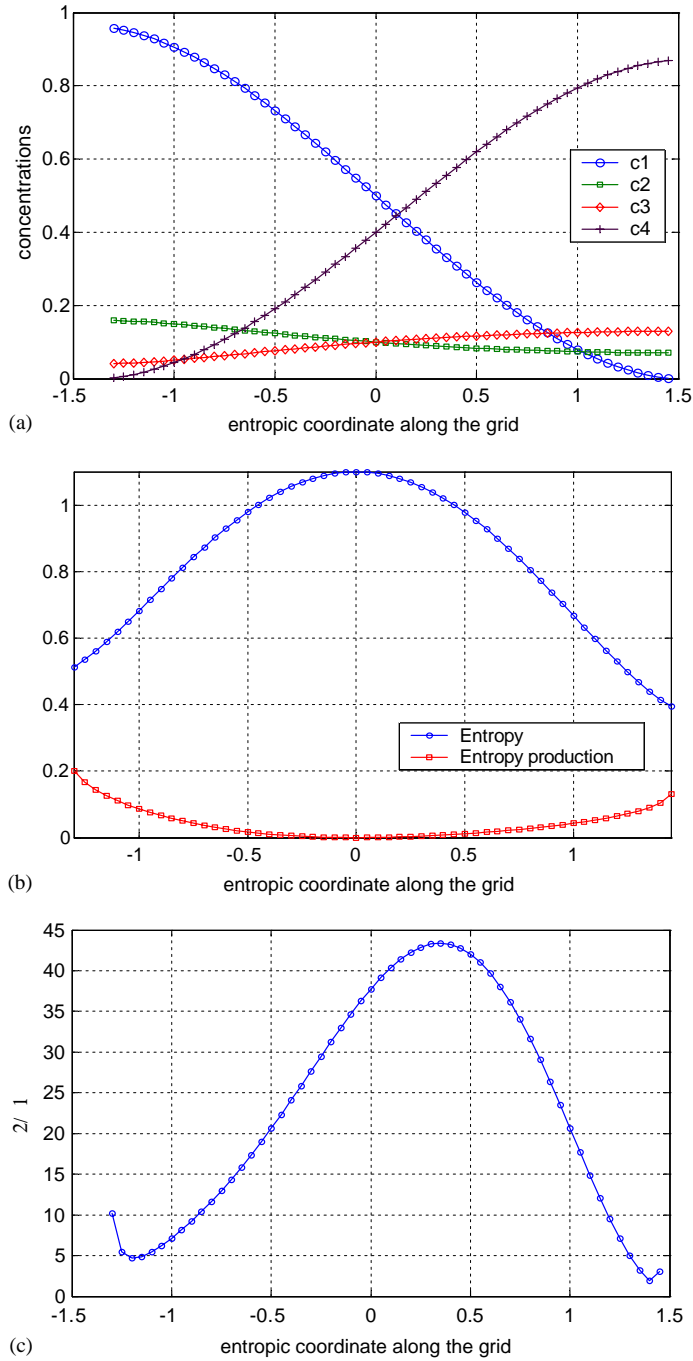 1
0.8
0.6
0.4
0.2
0
concentrations
c1
c2
c3
c4
-1.5 -1 -0.5 0 0.5 1 1.5
(a) entropic coordinate along the grid
1
0.8
0.6
0.4
0.2
0
Entropy
Entropy production
-1 -0.5 0 0.5 1
entropic coordinate along the grid
(b)
45
40
35
30
25
20
15
10
5
0
2/ 1
-1.5 -1 -0.5 0 0.5 1 1.5
(c) entropic coordinate along the grid